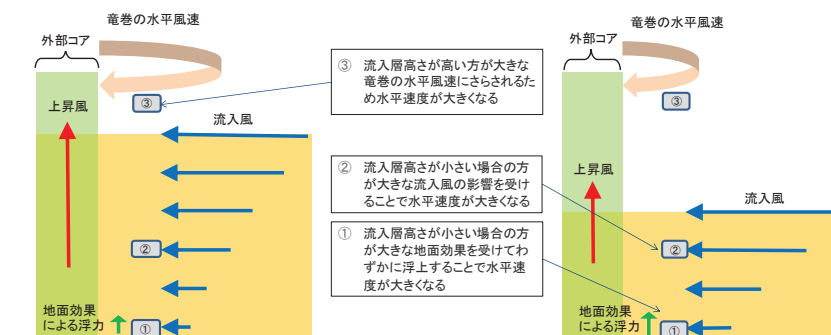 竜巻の水平風速
外部コア
上昇風
③
流入風
②
地面効果
による浮力
①
③ 流入層高さが高い方が大きな
竜巻の水平風速にさらされるた
め水平速度が大きくなる
② 流入層高さが小さい場合の方
が大きな流入風の影響を受け
ることで水平速度が大きくなる
① 流入層高さが小さい場合の方
が大きな地面効果を受けてわ
ずかに浮上することで水平速
度が大きくなる
竜巻の水平風速
外部コア
③
上昇風
流入風
②
地面効果
による浮力
①